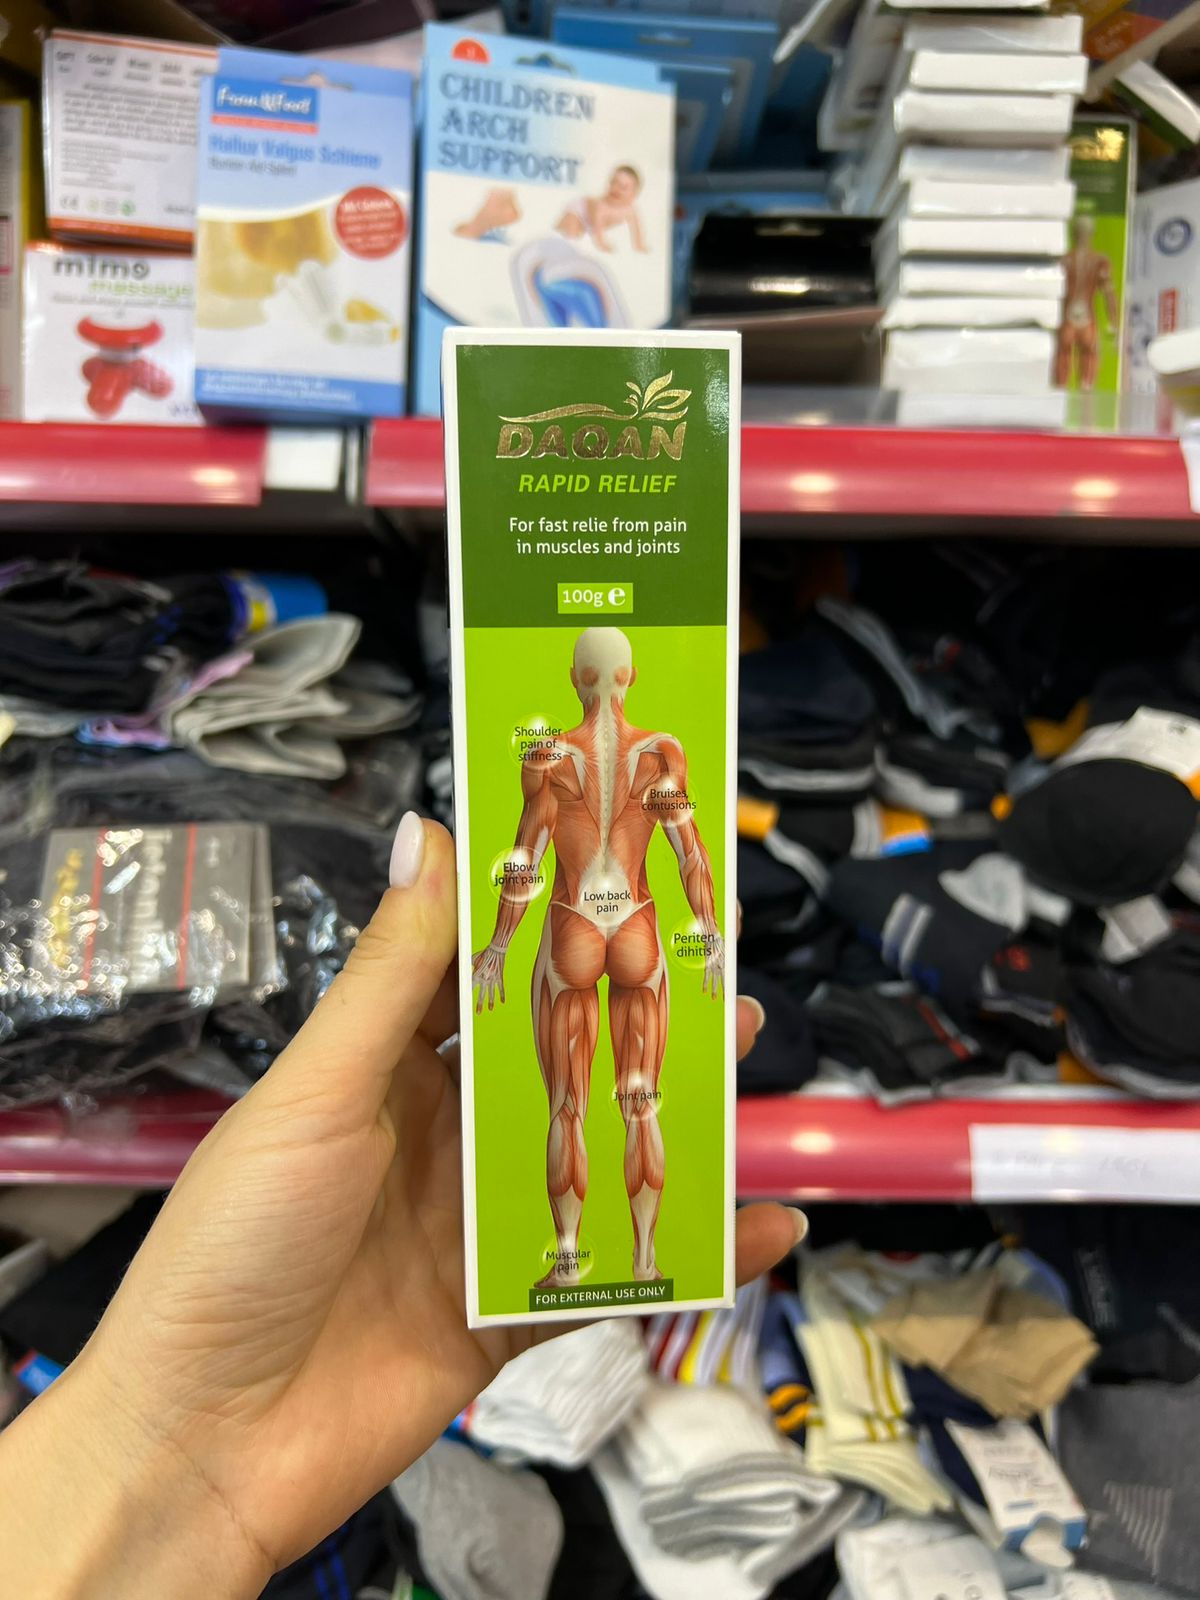 CHILDREN
ARCH
SUPPORT
Hallux Valgus Schiene
mimo
massage
DAQAN
RAPID RELIEF
For fast relie from pain
in muscles and joints
100g e
Shoulder
pain of
stiffness
Bruises,
contusions
Elbow
joint pain
Low back
pain
Periten
dihitis
Joint pain
Muscular
pain
FOR EXTERNAL USE ONLY